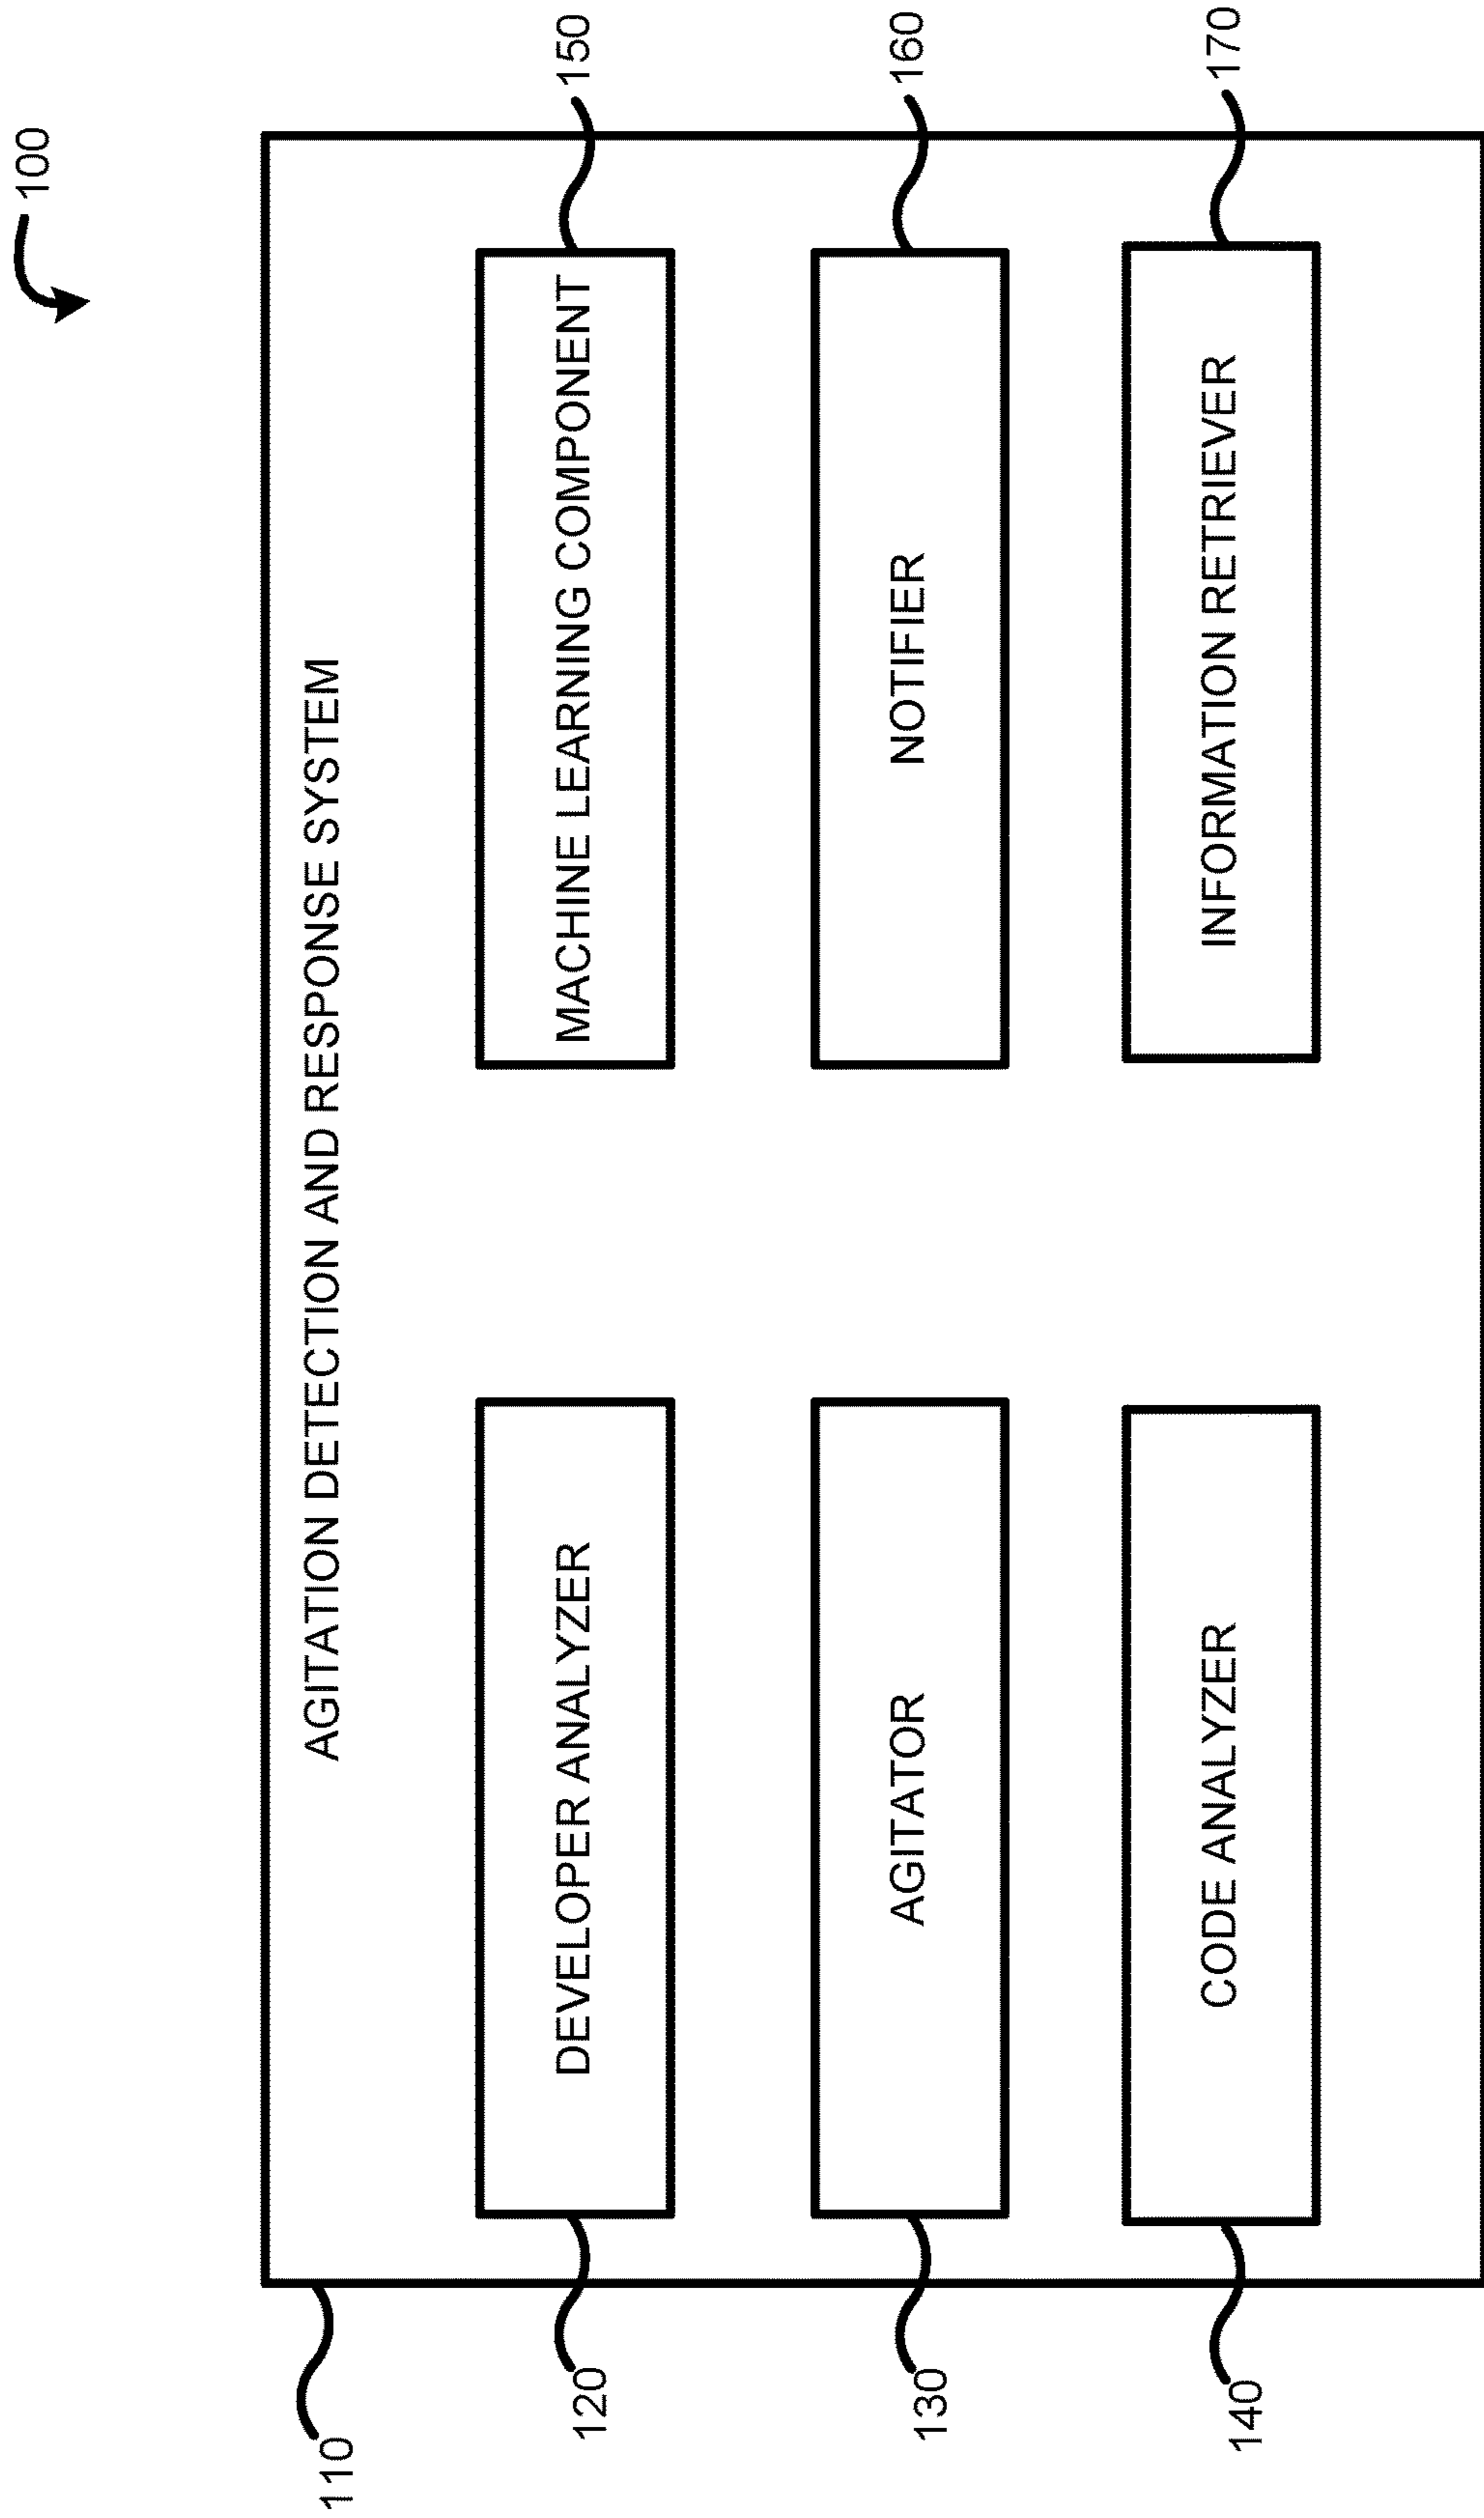 100
110
AGITATION DETECTION AND RESPONSE SYSTEM
120
DEVELOPER ANALYZER
MACHINE LEARNING COMPONENT
150
130
AGITATOR
NOTIFIER
160
140
CODE ANALYZER
INFORMATION RETRIEVER
170